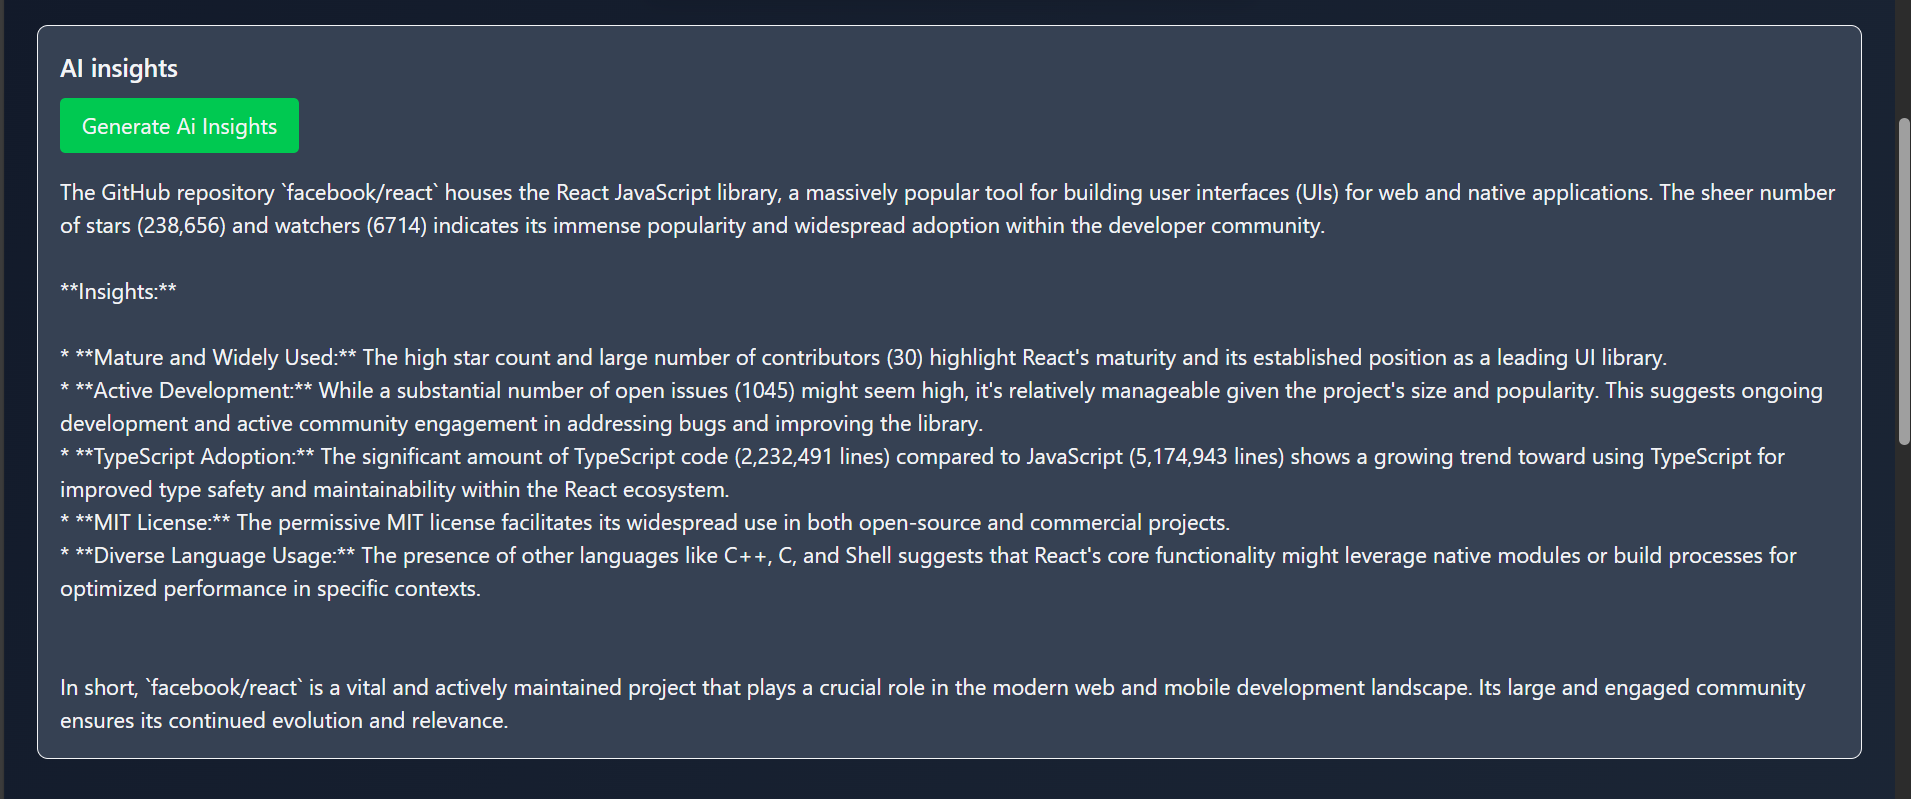 AI insights
Generate Ai Insights
The GitHub repository `facebook/react` houses the React JavaScript library, a massively popular tool for building user interfaces (UIs) for web and native applications. The sheer number
of stars (238,656) and watchers (6714) indicates its immense popularity and widespread adoption within the developer community.
**Insights:**
* **Mature and Widely Used:** The high star count and large number of contributors (30) highlight React's maturity and its established position as a leading UI library.
* **Active Development:** While a substantial number of open issues (1045) might seem high, it's relatively manageable given the project's size and popularity. This suggests ongoing
development and active community engagement in addressing bugs and improving the library.
* **TypeScript Adoption:** The significant amount of TypeScript code (2,232,491 lines) compared to JavaScript (5,174,943 lines) shows a growing trend toward using TypeScript for
improved type safety and maintainability within the React ecosystem.
* **MIT License:** The permissive MIT license facilitates its widespread use in both open-source and commercial projects.
* **Diverse Language Usage:** The presence of other languages like C++, C, and Shell suggests that React's core functionality might leverage native modules or build processes for
optimized performance in specific contexts.
In short, `facebook/react` is a vital and actively maintained project that plays a crucial role in the modern web and mobile development landscape. Its large and engaged community
ensures its continued evolution and relevance.